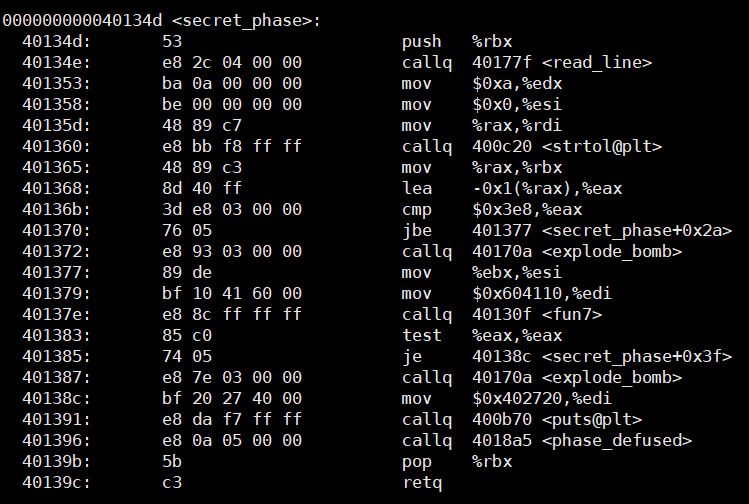 000000000040134d <secret_phase>:
  40134d:       53                      push   %rbx
  40134e:       e8 2c 04 00 00          callq  40177f <read_line>
  401353:       ba 0a 00 00 00          mov    $0xa,%edx
  401358:       be 00 00 00 00          mov    $0x0,%esi
  40135d:       48 89 c7                mov    %rax,%rdi
  401360:       e8 bb f8 ff ff          callq  400c20 <strtol@plt>
  401365:       48 89 c3                mov    %rax,%rbx
  401368:       8d 40 ff                lea    -0x1(%rax),%eax
  40136b:       3d e8 03 00 00          cmp    $0x3e8,%eax
  401370:       76 05                   jbe    401377 <secret_phase+0x2a>
  401372:       e8 93 03 00 00          callq  40170a <explode_bomb>
  401377:       89 de                   mov    %ebx,%esi
  401379:       bf 10 41 60 00          mov    $0x604110,%edi
  40137e:       e8 8c ff ff ff          callq  40130f <fun7>
  401383:       85 c0                   test   %eax,%eax
  401385:       74 05                   je     40138c <secret_phase+0x3f>
  401387:       e8 7e 03 00 00          callq  40170a <explode_bomb>
  40138c:       bf 20 27 40 00          mov    $0x402720,%edi
  401391:       e8 da f7 ff ff          callq  400b70 <puts@plt>
  401396:       e8 0a 05 00 00          callq  4018a5 <phase_defused>
  40139b:       5b                      pop    %rbx
  40139c:       c3                      retq